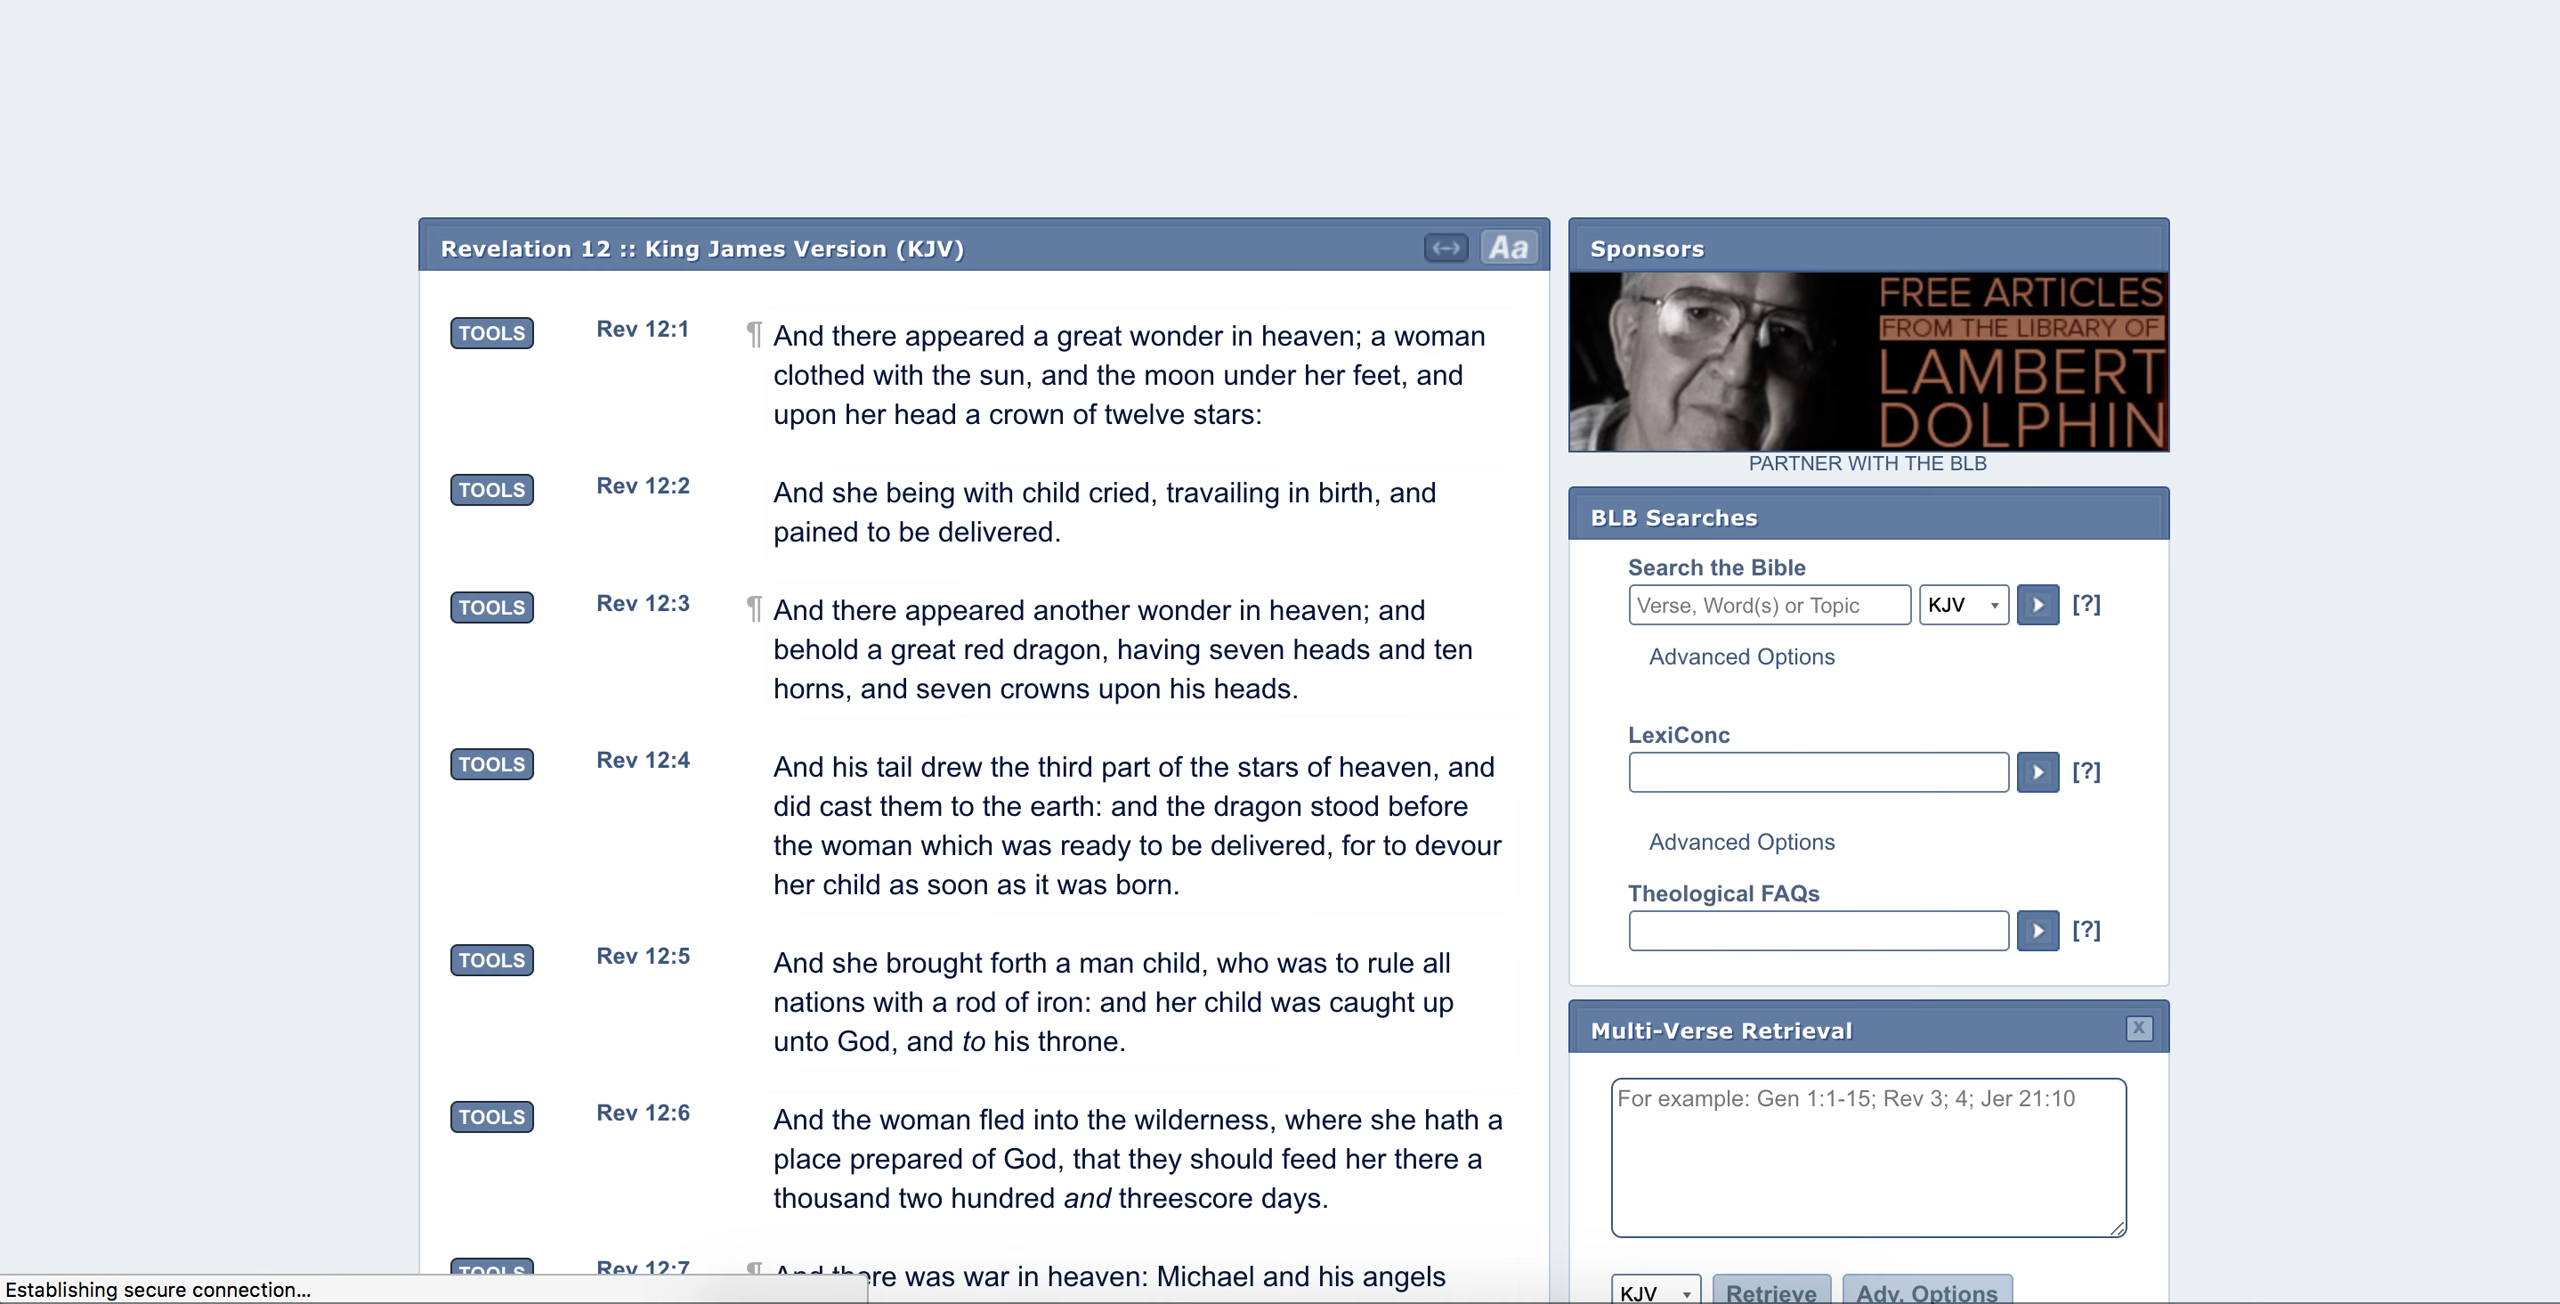 Revelation 12 :: King James Version (KJV)
Aa
TOOLS Rev 12:1 ¶ And there appeared a great wonder in heaven; a woman
clothed with the sun, and the moon under her feet, and
upon her head a crown of twelve stars:
TOOLS Rev 12:2 And she being with child cried, travailing in birth, and
pained to be delivered.
TOOLS Rev 12:3 ¶ And there appeared another wonder in heaven; and
behold a great red dragon, having seven heads and ten
horns, and seven crowns upon his heads.
TOOLS Rev 12:4 And his tail drew the third part of the stars of heaven, and
did cast them to the earth: and the dragon stood before
the woman which was ready to be delivered, for to devour
her child as soon as it was born.
TOOLS Rev 12:5 And she brought forth a man child, who was to rule all
nations with a rod of iron: and her child was caught up
unto God, and to his throne.
TOOLS Rev 12:6 And the woman fled into the wilderness, where she hath a
place prepared of God, that they should feed her there a
thousand two hundred and threescore days.
TOOLS Rev 12:7 ¶ And there was war in heaven: Michael and his angels
Establishing secure connection...
Sponsors
FREE ARTICLES
FROM THE LIBRARY OF
LAMBERT
DOLPHIN
PARTNER WITH THE BLB
BLB Searches
Search the Bible
Verse, Word(s) or Topic KJV [?]
Advanced Options
LexiConc
[?]
Advanced Options
Theological FAQs
[?]
Multi-Verse Retrieval X
For example: Gen 1:1-15; Rev 3; 4; Jer 21:10
KJV Retrieve Adv. Options